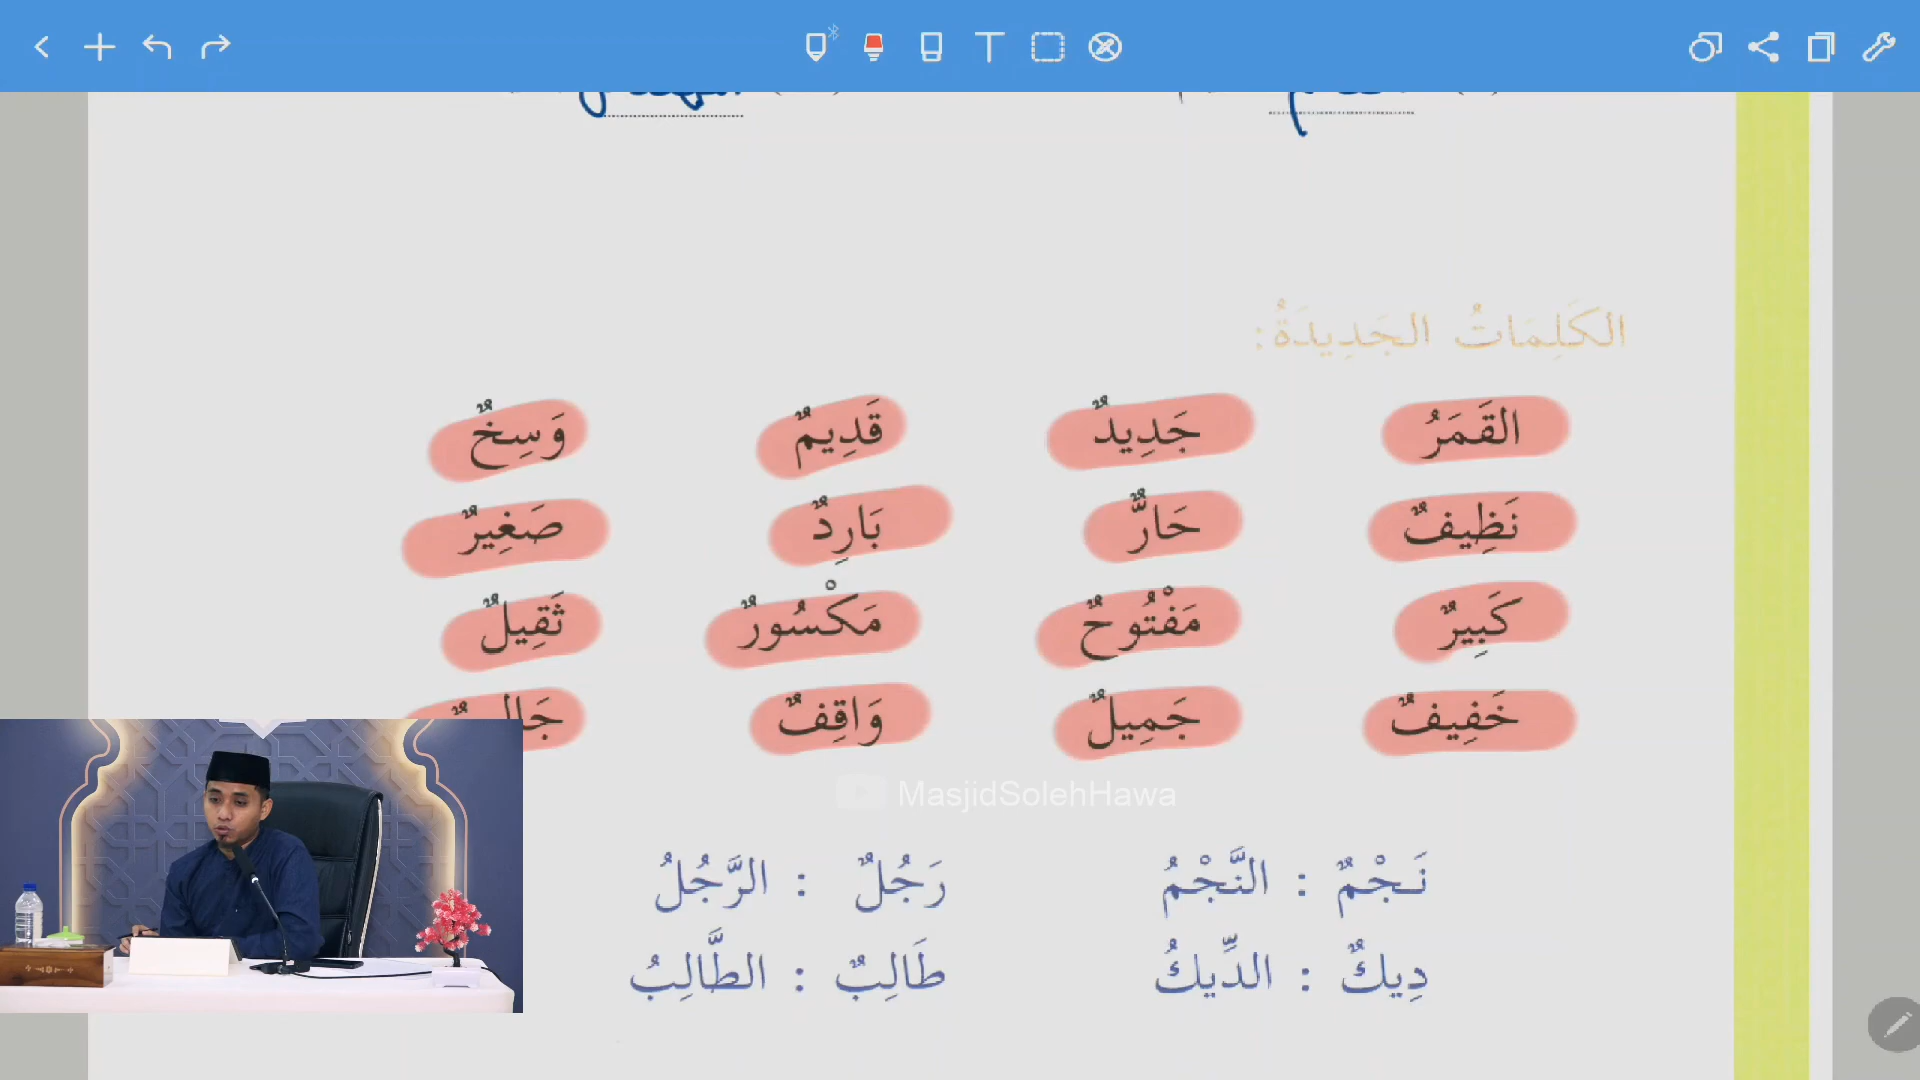 الكَلِمَاتُ الجَدِيدَةُ:
القَمَرُ جَدِيدٌ قَدِيمٌ وَسِخٌ
نَظِيفٌ حَارٌّ بَارِدٌ صَغِيرٌ
كَبِيرٌ مَفْتُوحٌ مَكْسُورٌ ثَقِيلٌ
خَفِيفٌ جَمِيلٌ وَاقِفٌ
MasjidSolehHawa
نَجْمٌ : النَّجْمُ رَجُلٌ : الرَّجُلُ
دِيكٌ : الدِّيكُ طَالِبٌ : الطَّالِبُ